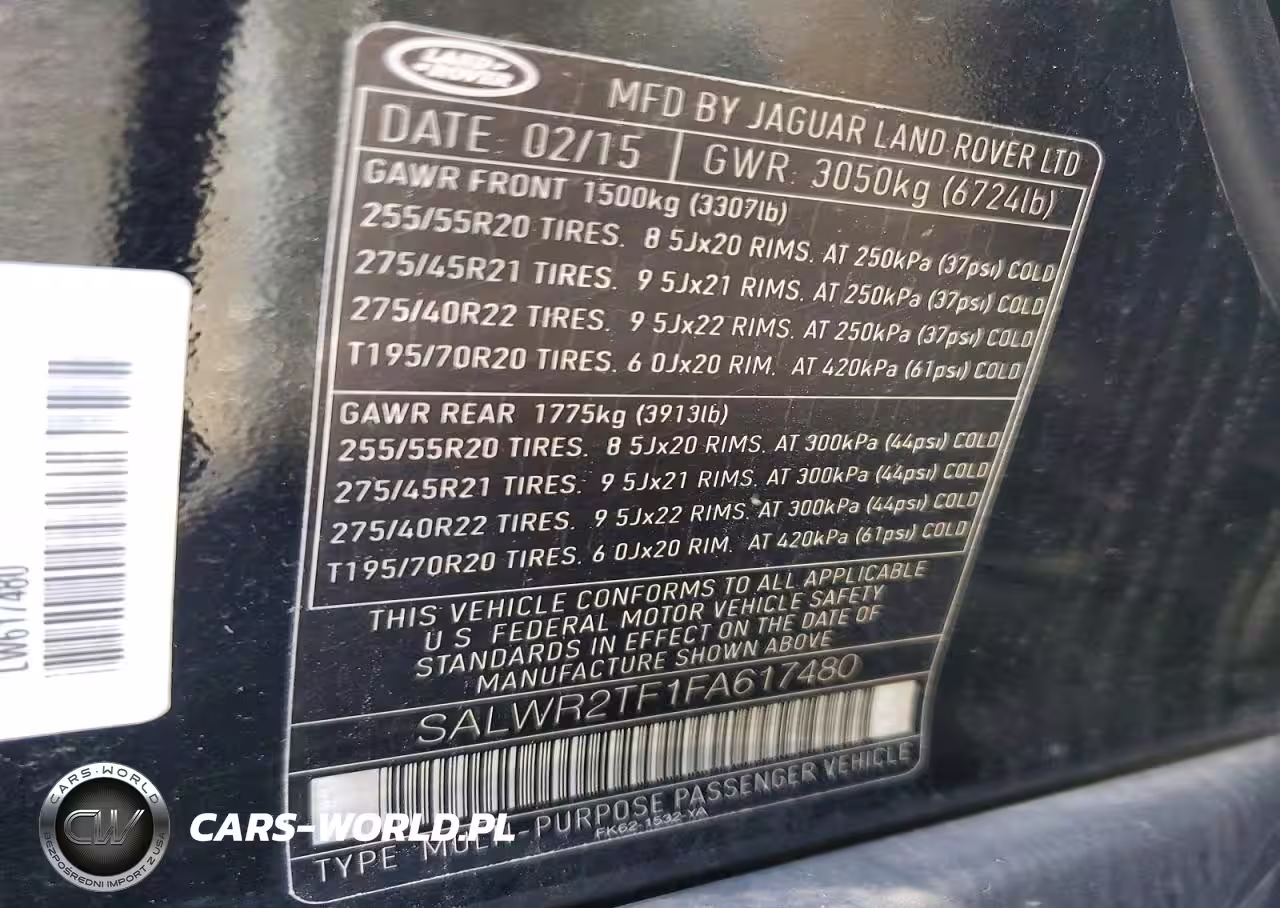 LAND-
ROVER
MFD BY JAGUAR LAND ROVER LTD
DATE: 02/15 GWR: 3050kg (6724lb)
GAWR FRONT 1500kg (3307lb)
255/55R20 TIRES. 8 5Jx20 RIMS. AT 250kPa (37psi) COLD
275/45R21 TIRES. 9 5Jx21 RIMS. AT 250kPa (37psi) COLD
275/40R22 TIRES. 9 5Jx22 RIMS. AT 250kPa (37psi) COLD
T195/70R20 TIRES. 6 0Jx20 RIM. AT 420kPa (61psi) COLD
GAWR REAR 1775kg (3913lb)
255/55R20 TIRES. 8 5Jx20 RIMS. AT 300kPa (44psi) COLD
275/45R21 TIRES. 9 5Jx21 RIMS. AT 300kPa (44psi) COLD
275/40R22 TIRES. 9 5Jx22 RIMS. AT 300kPa (44psi) COLD
T195/70R20 TIRES. 6 0Jx20 RIM. AT 420kPa (61psi) COLD
THIS VEHICLE CONFORMS TO ALL APPLICABLE
U S FEDERAL MOTOR VEHICLE SAFETY
STANDARDS IN EFFECT ON THE DATE OF
MANUFACTURE SHOWN ABOVE
SALWR2TF1FA617480
TYPE MULTI-PURPOSE PASSENGER VEHICLE
FK62-1532-YA
LW617480
CARS-WORLD
CW
BEZPOŚREDNI IMPORT Z USA
CARS-WORLD.PL